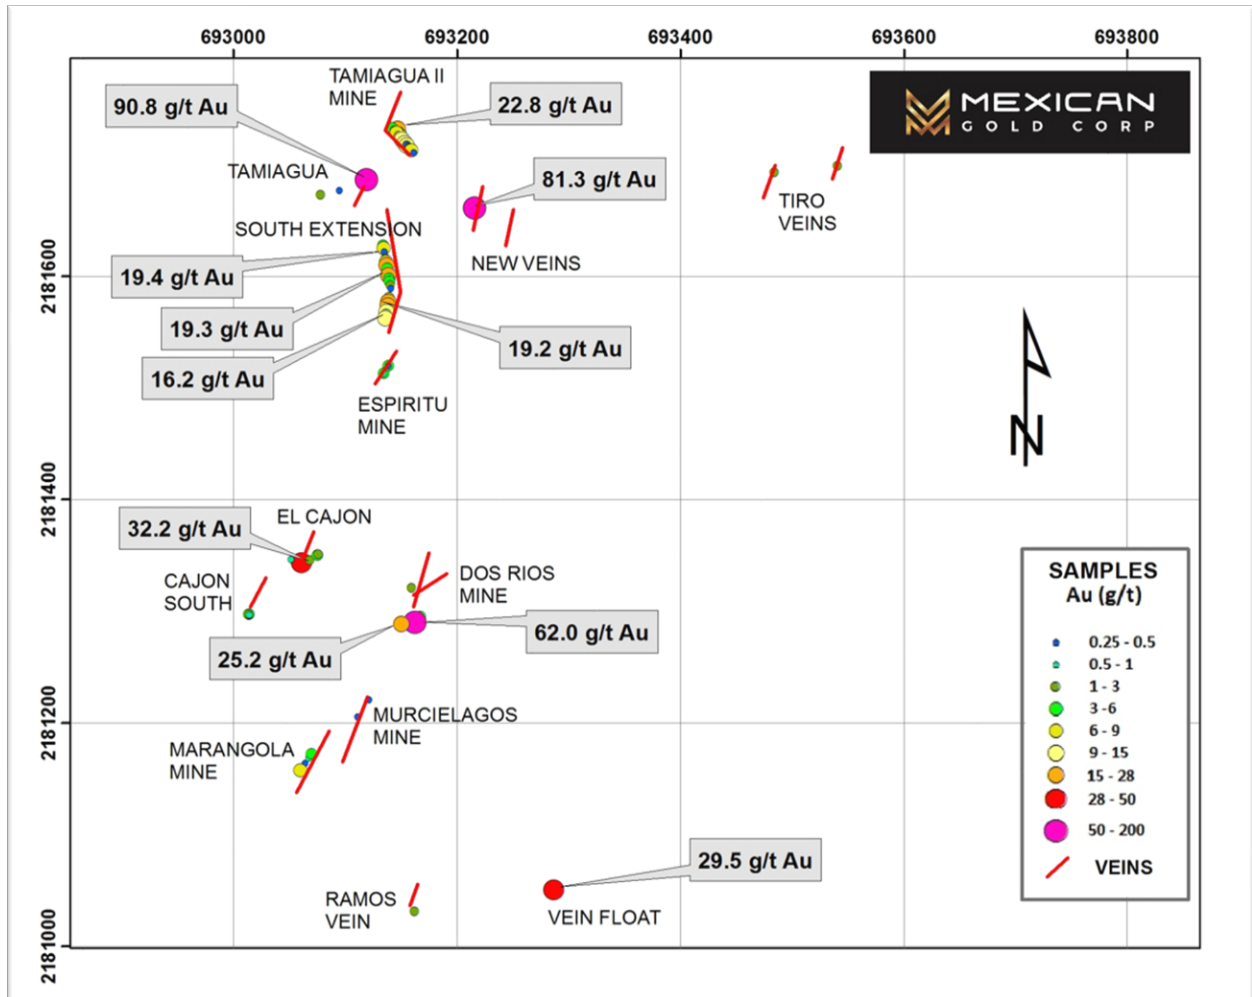 693000
693200
693400
693600
693800
TAMIAGUA II
MINE
90.8 g/t Au
22.8 g/t Au
MEXICAN
GOLD CORP
TAMIAGUA
81.3 g/t Au
TIRO
VEINS
SOUTH EXTENSION
NEW VEINS
2181600
19.4 g/t Au
19.3 g/t Au
19.2 g/t Au
16.2 g/t Au
ESPIRITU
MINE
N
2181400
EL CAJON
32.2 g/t Au
CAJON
SOUTH
DOS RIOS
MINE
62.0 g/t Au
25.2 g/t Au
SAMPLES
Au (g/t)
0.25 - 0.5
0.5 - 1
1 - 3
3 - 6
6 - 9
9 - 15
15 - 28
28 - 50
50 - 200
VEINS
2181200
MURCIELAGOS
MINE
MARANGOLA
MINE
29.5 g/t Au
RAMOS
VEIN
VEIN FLOAT
2181000